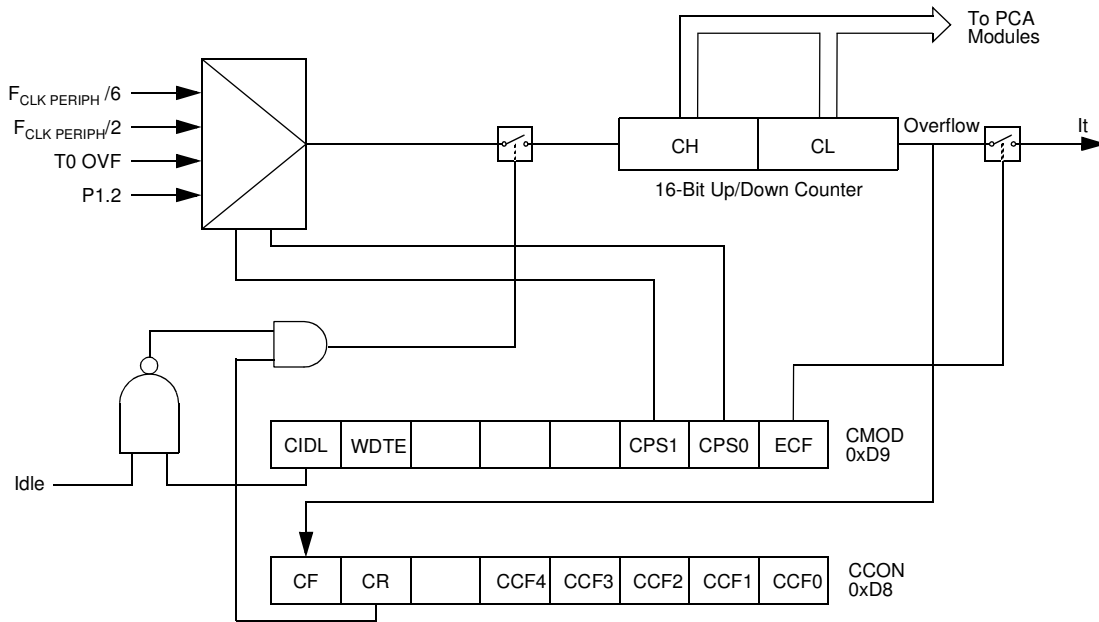 To PCA
Modules
FCLK PERIPH /6
FCLK PERIPH/2
T0 OVF
P1.2
CH
CL
Overflow
It
16-Bit Up/Down Counter
CIDL
WDTE
CPS1
CPS0
ECF
CMOD
0xD9
Idle
CF
CR
CCF4
CCF3
CCF2
CCF1
CCF0
CCON
0xD8